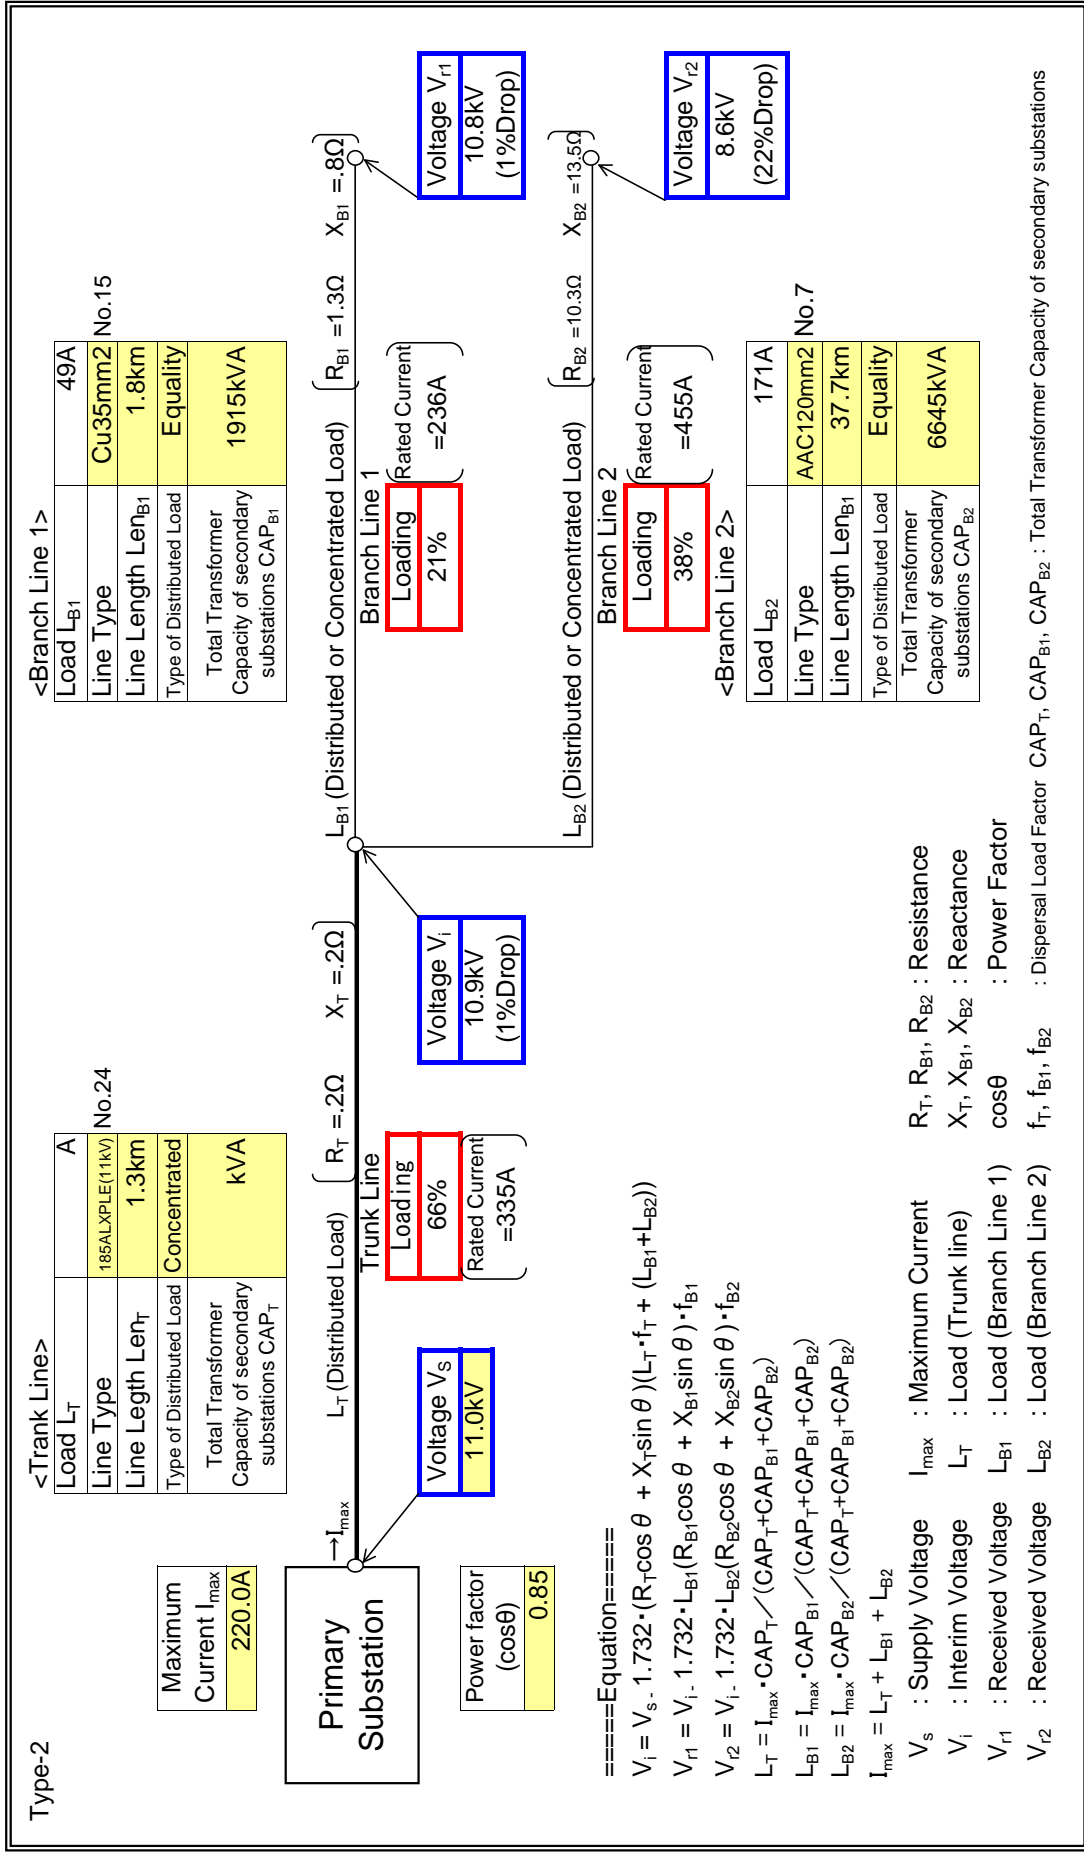 Type-2
Maximum
Current Imax
220.0A
Primary
Substation
Power factor
(cosθ)
0.85
→Imax
<Trank Line>
Load LT A
Line Type 185ALXPLE(11kV) No.24
Line Legth LenT 1.3km
Type of Distributed Load Concentrated
Total Transformer
Capacity of secondary
substations CAPT
kVA
LT (Distributed Load)
RT =.2Ω XT =.2Ω
Trunk Line
Loading
66%
Rated Current
=335A
Voltage VS
11.0kV
Voltage Vi
10.9kV
(1%Drop)
<Branch Line 1>
Load LB1 49A
Line Type Cu35mm2 No.15
Line Length LenB1 1.8km
Type of Distributed Load Equality
Total Transformer
Capacity of secondary
substations CAPB1
1915kVA
LB1 (Distributed or Concentrated Load)
RB1 =1.3Ω XB1 =.8Ω
Branch Line 1
Loading
21%
Rated Current
=236A
Voltage Vr1
10.8kV
(1%Drop)
LB2 (Distributed or Concentrated Load)
RB2 =10.3Ω XB2 =13.5Ω
Branch Line 2
Loading
38%
Rated Current
=455A
Voltage Vr2
8.6kV
(22%Drop)
<Branch Line 2>
Load LB2 171A
Line Type AAC120mm2 No.7
Line Length LenB1 37.7km
Type of Distributed Load Equality
Total Transformer
Capacity of secondary
substations CAPB2
6645kVA
=====Equation=====
Vi = Vs - 1.732･(RTcosθ + XTsinθ)(LT･fT + (LB1+LB2))
Vr1 = Vi - 1.732･LB1(RB1cosθ + XB1sinθ)･fB1
Vr2 = Vi - 1.732･LB2(RB2cosθ + XB2sinθ)･fB2
LT = Imax･CAPT／(CAPT+CAPB1+CAPB2)
LB1 = Imax･CAPB1／(CAPT+CAPB1+CAPB2)
LB2 = Imax･CAPB2／(CAPT+CAPB1+CAPB2)
Imax = LT + LB1 + LB2
Vs : Supply Voltage Imax : Maximum Current RT, RB1, RB2 : Resistance
Vi : Interim Voltage LT : Load (Trunk line) XT, XB1, XB2 : Reactance
Vr1 : Received Voltage LB1 : Load (Branch Line 1) cosθ : Power Factor
Vr2 : Received Voltage LB2 : Load (Branch Line 2) fT, fB1, fB2 : Dispersal Load Factor CAPT, CAPB1, CAPB2 : Total Transformer Capacity of secondary substations